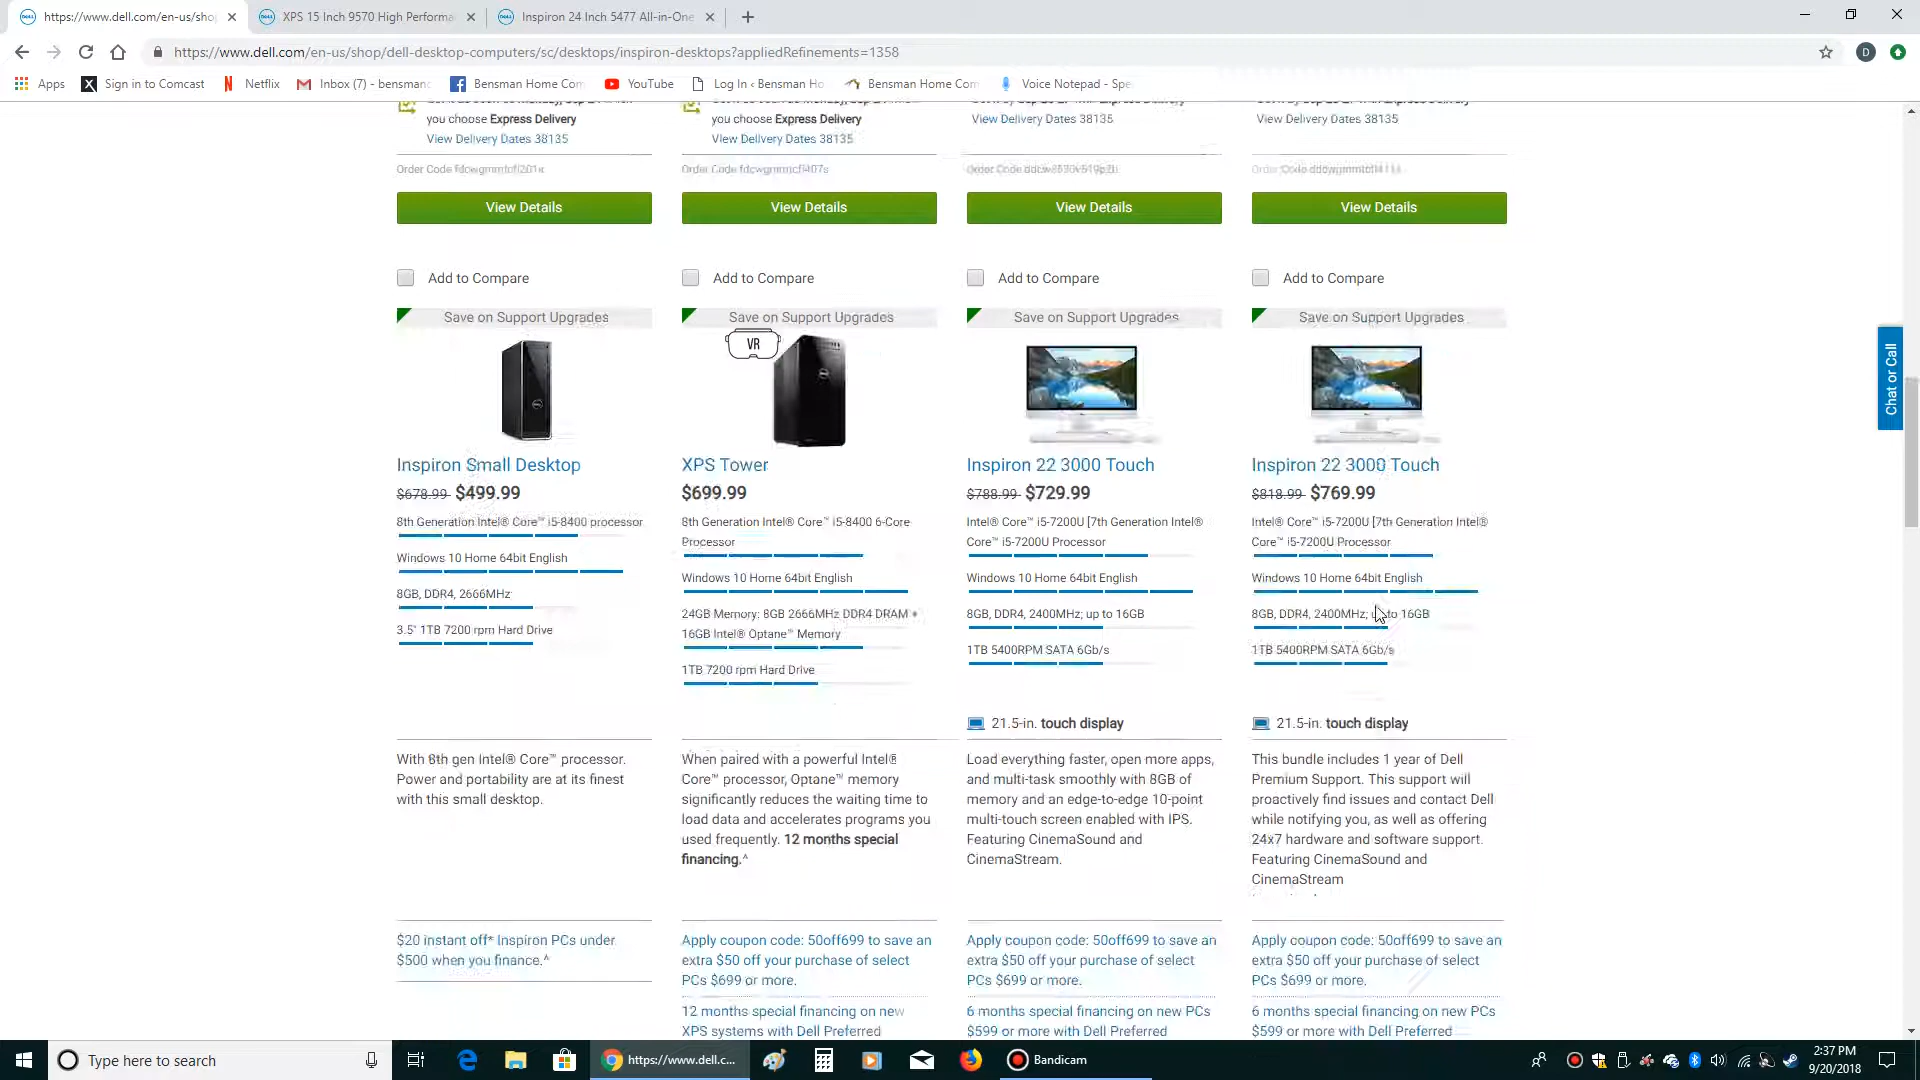 https://www.dell.com/en-us/sho
XPS 15 Inch 9570 High Performa
Inspiron 24 Inch 5477 All-in-One
https://www.dell.com/en-us/shop/dell-desktop-computers/sc/desktops/inspiron-desktops?appliedRefinements=1358
D
Apps
Sign in to Comcast
Netflix
Inbox (7) - bensman
Bensman Home Com
YouTube
Log In ‹ Bensman Ho
Bensman Home Com
Voice Notepad - Spe
you choose Express Delivery
View Delivery Dates 38135
you choose Express Delivery
View Delivery Dates 38135
View Delivery Dates 38135
View Delivery Dates 38135
Order Code
Order Code
Order Code
Order Code
View Details
View Details
View Details
View Details
Add to Compare
Add to Compare
Add to Compare
Add to Compare
Save on Support Upgrades
Save on Support Upgrades
Save on Support Upgrades
Save on Support Upgrades
VR
Inspiron Small Desktop
$678.99 $499.99
8th Generation Intel® Core™ i5-8400 processor
Windows 10 Home 64bit English
8GB, DDR4, 2666MHz
3.5" 1TB 7200 rpm Hard Drive
With 8th gen Intel® Core™ processor.
Power and portability are at its finest
with this small desktop.
$20 instant off* Inspiron PCs under
$500 when you finance.^
XPS Tower
$699.99
8th Generation Intel® Core™ i5-8400 6-Core
Processor
Windows 10 Home 64bit English
24GB Memory: 8GB 2666MHz DDR4 DRAM +
16GB Intel® Optane™ Memory
1TB 7200 rpm Hard Drive
When paired with a powerful Intel®
Core™ processor, Optane™ memory
significantly reduces the waiting time to
load data and accelerates programs you
used frequently. 12 months special
financing.^
Apply coupon code: 50off699 to save an
extra $50 off your purchase of select
PCs $699 or more.
12 months special financing on new
XPS systems with Dell Preferred
Inspiron 22 3000 Touch
$788.99 $729.99
Intel® Core™ i5-7200U [7th Generation Intel®
Core™ i5-7200U Processor
Windows 10 Home 64bit English
8GB, DDR4, 2400MHz; up to 16GB
1TB 5400RPM SATA 6Gb/s
21.5-in. touch display
Load everything faster, open more apps,
and multi-task smoothly with 8GB of
memory and an edge-to-edge 10-point
multi-touch screen enabled with IPS.
Featuring CinemaSound and
CinemaStream.
Apply coupon code: 50off699 to save an
extra $50 off your purchase of select
PCs $699 or more.
6 months special financing on new PCs
$599 or more with Dell Preferred
Inspiron 22 3000 Touch
$818.99 $769.99
Intel® Core™ i5-7200U [7th Generation Intel®
Core™ i5-7200U Processor
Windows 10 Home 64bit English
8GB, DDR4, 2400MHz; up to 16GB
1TB 5400RPM SATA 6Gb/s
21.5-in. touch display
This bundle includes 1 year of Dell
Premium Support. This support will
proactively find issues and contact Dell
while notifying you, as well as offering
24x7 hardware and software support.
Featuring CinemaSound and
CinemaStream
Apply coupon code: 50off699 to save an
extra $50 off your purchase of select
PCs $699 or more.
6 months special financing on new PCs
$599 or more with Dell Preferred
Chat or Call
Type here to search
https://www.dell.c...
Bandicam
2:37 PM
9/20/2018